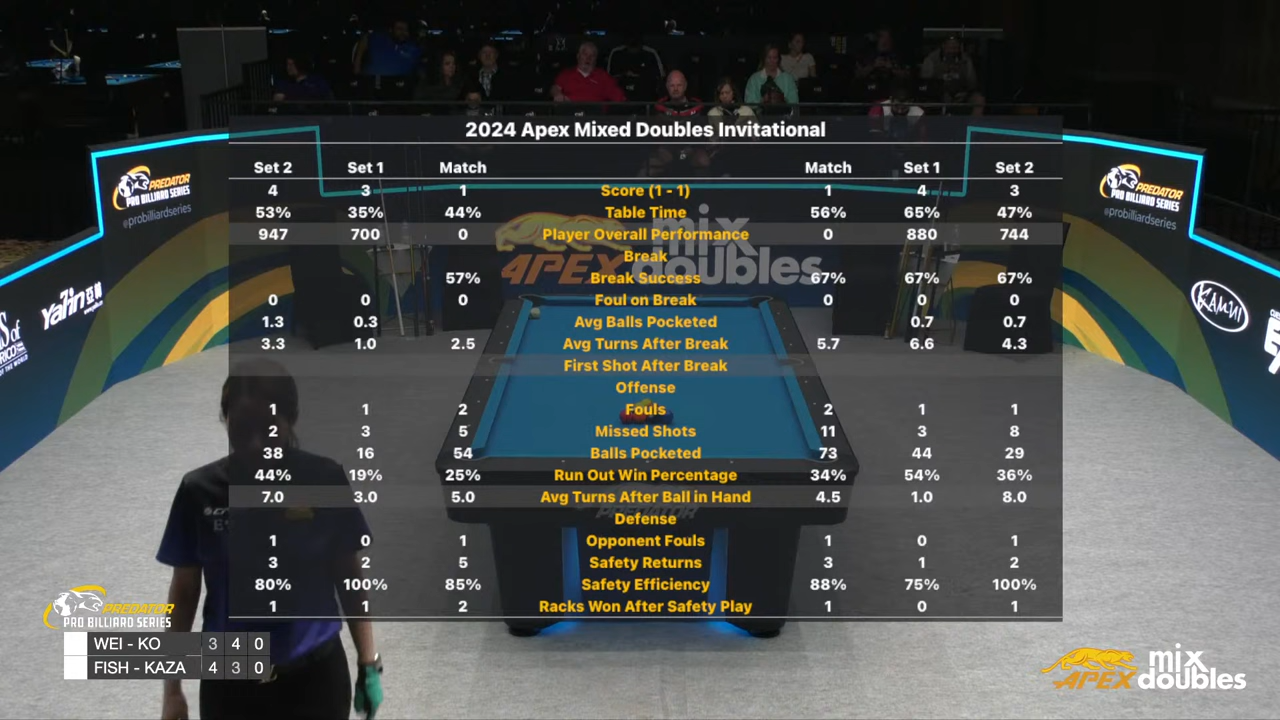 2024 Apex Mixed Doubles Invitational
Set 2 Set 1 Match Match Set 1 Set 2
4 3 1 Score (1 - 1) 1 4 3
53% 35% 44% Table Time 56% 65% 47%
947 700 0 Player Overall Performance 0 880 744
Break
57% Break Success 67% 67% 67%
0 0 0 Foul on Break 0 0 0
1.3 0.3 Avg Balls Pocketed 0.7 0.7
3.3 1.0 2.5 Avg Turns After Break 5.7 6.6 4.3
First Shot After Break
Offense
1 1 2 Fouls 2 1 1
2 3 5 Missed Shots 11 3 8
38 16 54 Balls Pocketed 73 44 29
44% 19% 25% Run Out Win Percentage 34% 54% 36%
7.0 3.0 5.0 Avg Turns After Ball in Hand 4.5 1.0 8.0
Defense
1 0 1 Opponent Fouls 1 0 1
3 2 5 Safety Returns 3 1 2
80% 100% 85% Safety Efficiency 88% 75% 100%
1 1 2 Racks Won After Safety Play 1 0 1
PREDATOR
PRO BILLIARD SERIES
@probilliardseries
PREDATOR
PRO BILLIARD SERIES
@probilliardseries
mix
APEX doubles
Yalin
KAMUI
PREDATOR
PRO BILLIARD SERIES
WEI - KO 3 4 0
FISH - KAZA 4 3 0
mix
APEX doubles